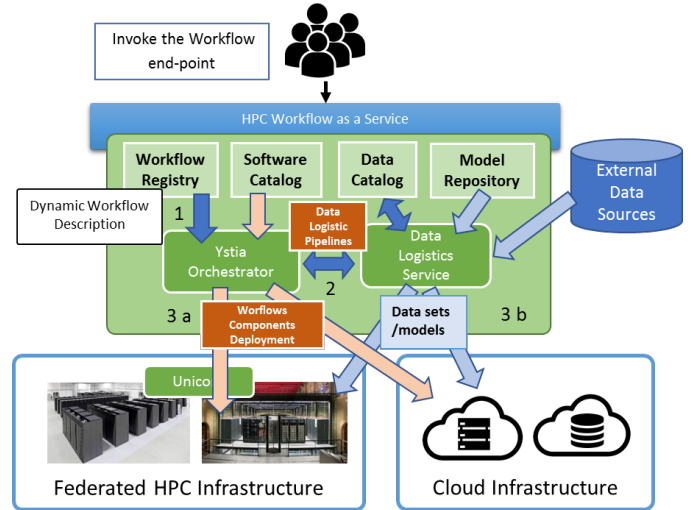 Invoke the Workflow
end-point
HPC Workflow as a Service
Workflow
Registry
Software
Catalog
Data
Catalog
Model
Repository
External
Data
Sources
Dynamic Workflow
Description
1
Data
Logistic
Pipelines
Ystia
Orchestrator
2
Data
Logistics
Service
3 a
Worflows
Components
Deployment
Data sets
/models
3 b
Unico
Federated HPC Infrastructure
Cloud Infrastructure